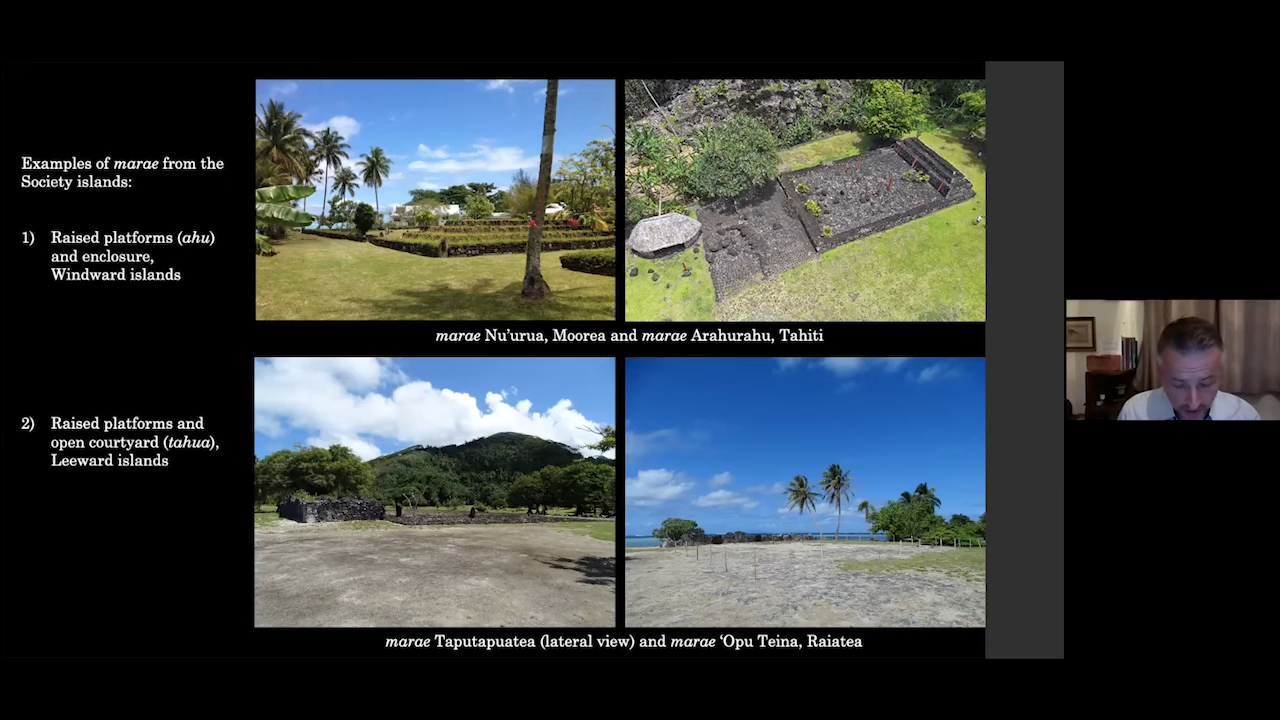 Examples of marae from the
Society islands:
1) Raised platforms (ahu)
and enclosure,
Windward islands
marae Nu’urua, Moorea and marae Arahurahu, Tahiti
2) Raised platforms and
open courtyard (tahua),
Leeward islands
marae Taputapuatea (lateral view) and marae ‘Opu Teina, Raiatea